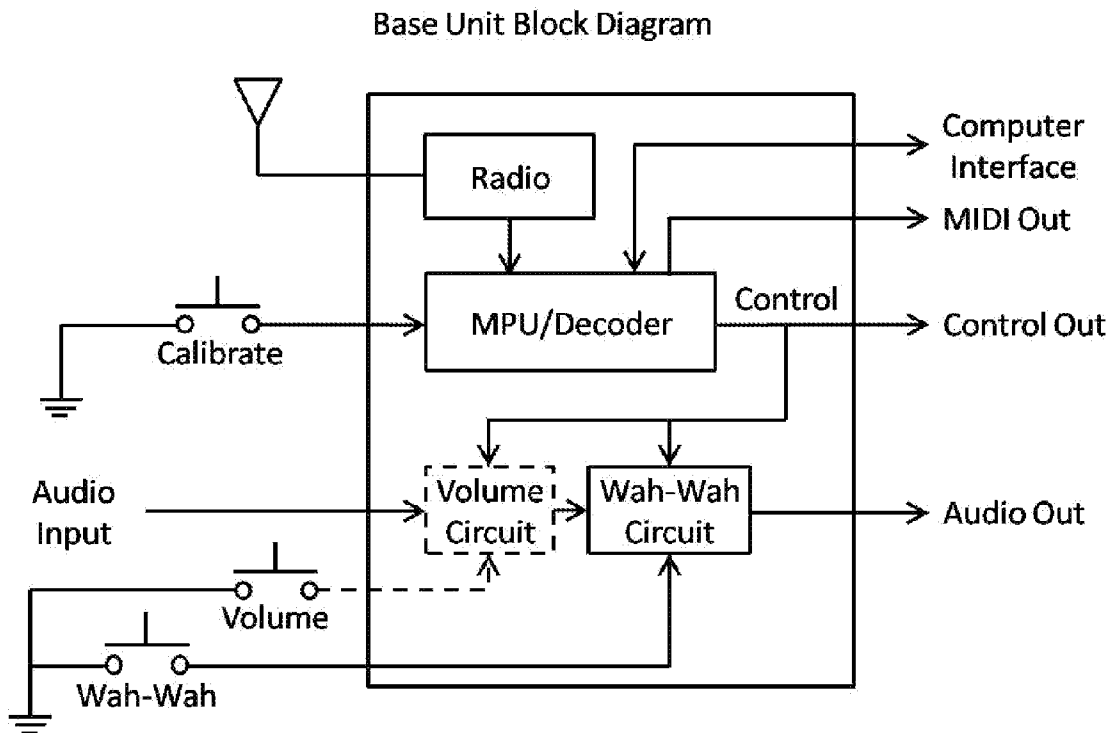 Base Unit Block Diagram
Computer
Interface
Radio
MIDI Out
MPU/Decoder
Control
Control Out
Calibrate
Audio
Input
Volume
Circuit
Wah-Wah
Circuit
Audio Out
Volume
Wah-Wah